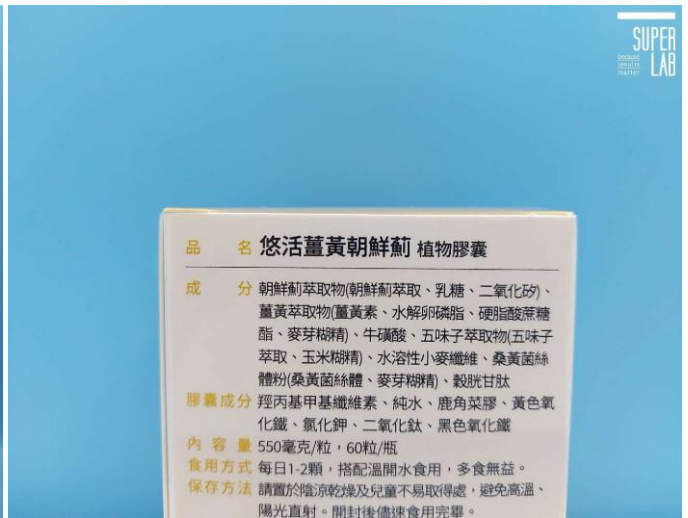 SUPER
LAB
because
results
matter
品名 悠活薑黃朝鮮薊 植物膠囊
成分 朝鮮薊萃取物(朝鮮薊萃取、乳糖、二氧化矽)、
薑黃萃取物(薑黃素、水解卵磷脂、硬脂酸蔗糖
酯、麥芽糊精)、牛磺酸、五味子萃取物(五味子
萃取、玉米糊精)、水溶性小麥纖維、桑黃菌絲
體粉(桑黃菌絲體、麥芽糊精)、穀胱甘肽
膠囊成分 羥丙基甲基纖維素、純水、鹿角菜膠、黃色氧
化鐵、氯化鉀、二氧化鈦、黑色氧化鐵
內容量 550毫克/粒，60粒/瓶
食用方式 每日1-2顆，搭配溫開水食用，多食無益。
保存方法 請置於陰涼乾燥及兒童不易取得處，避免高溫、
陽光直射。開封後儘速食用完畢。